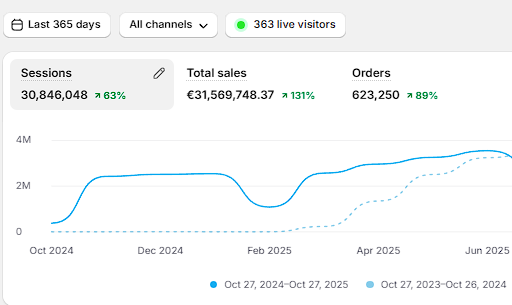 Last 365 days All channels 363 live visitors
Sessions Total sales Orders
30,846,048 ↗ 63% €31,569,748.37 ↗ 131% 623,250 ↗ 89%
4M
2M
0
Oct 2024 Dec 2024 Feb 2025 Apr 2025 Jun 2025
Oct 27, 2024–Oct 27, 2025 Oct 27, 2023–Oct 26, 2024